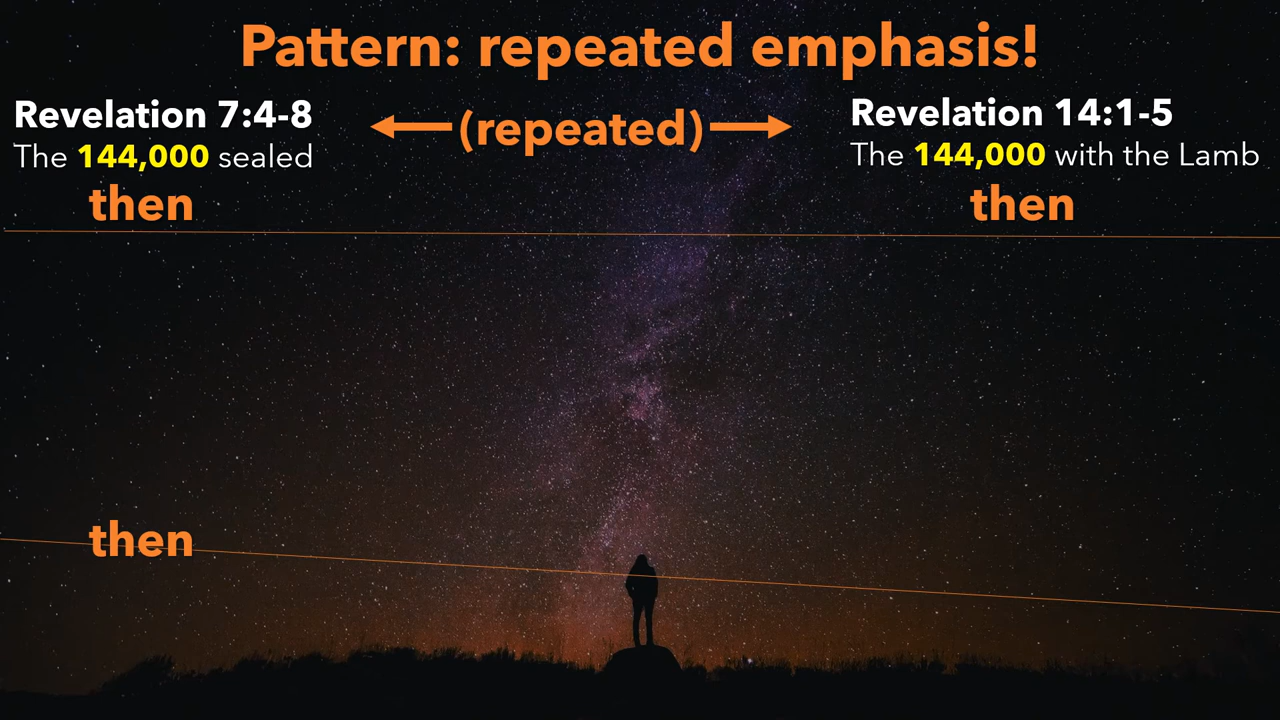 Pattern: repeated emphasis!
Revelation 7:4-8
The 144,000 sealed
then
(repeated)
Revelation 14:1-5
The 144,000 with the Lamb
then
then